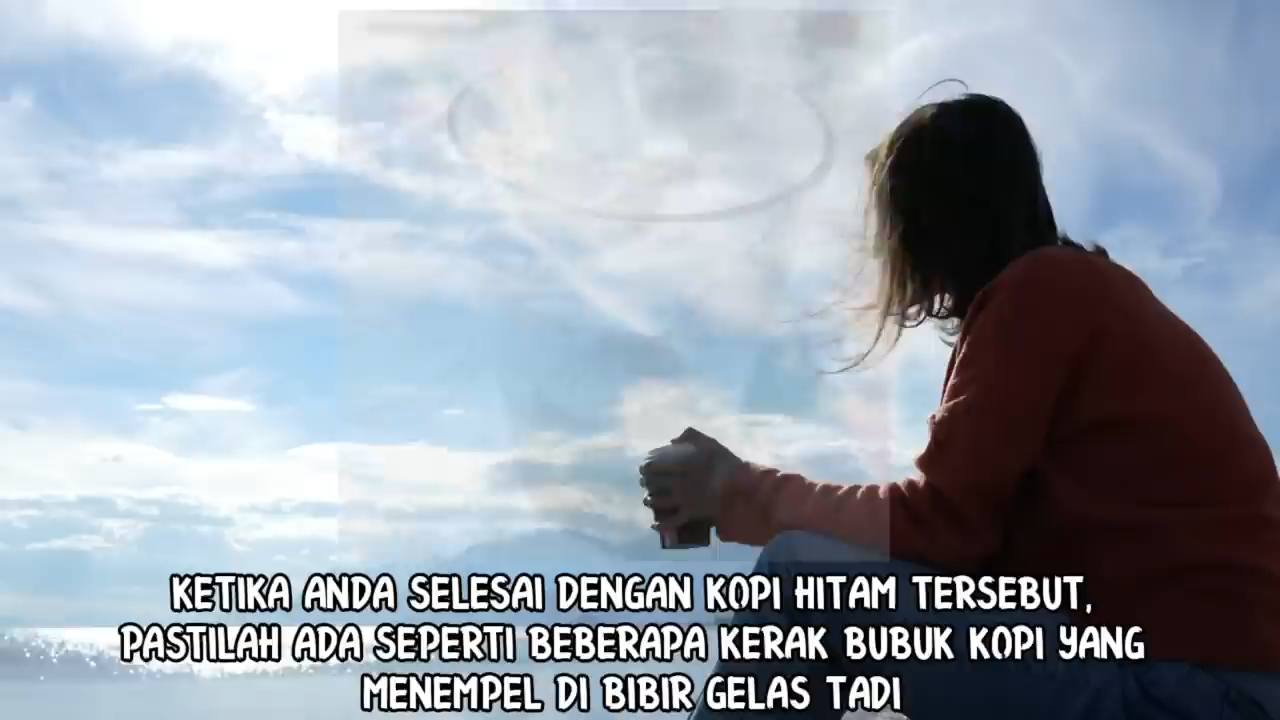 KETIKA ANDA SELESAI DENGAN KOPI HITAM TERSEBUT,
PASTILAH ADA SEPERTI BEBERAPA KERAK BUBUK KOPI YANG
MENEMPEL DI BIBIR GELAS TADI